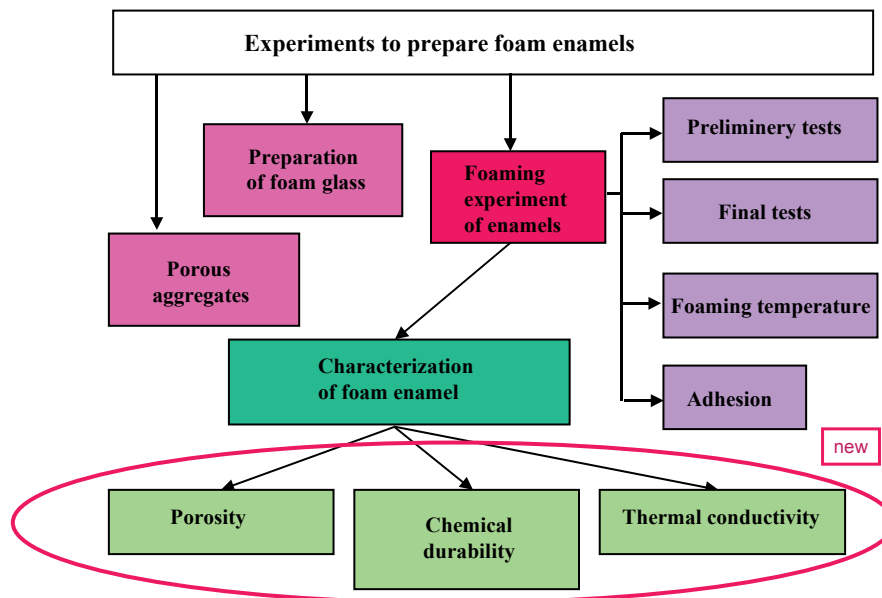 Experiments to prepare foam enamels
Preparation
of foam glass
Foaming
experiment
of enamels
Preliminery tests
Final tests
Foaming temperature
Adhesion
Porous
aggregates
Characterization
of foam enamel
new
Porosity
Chemical
durability
Thermal conductivity